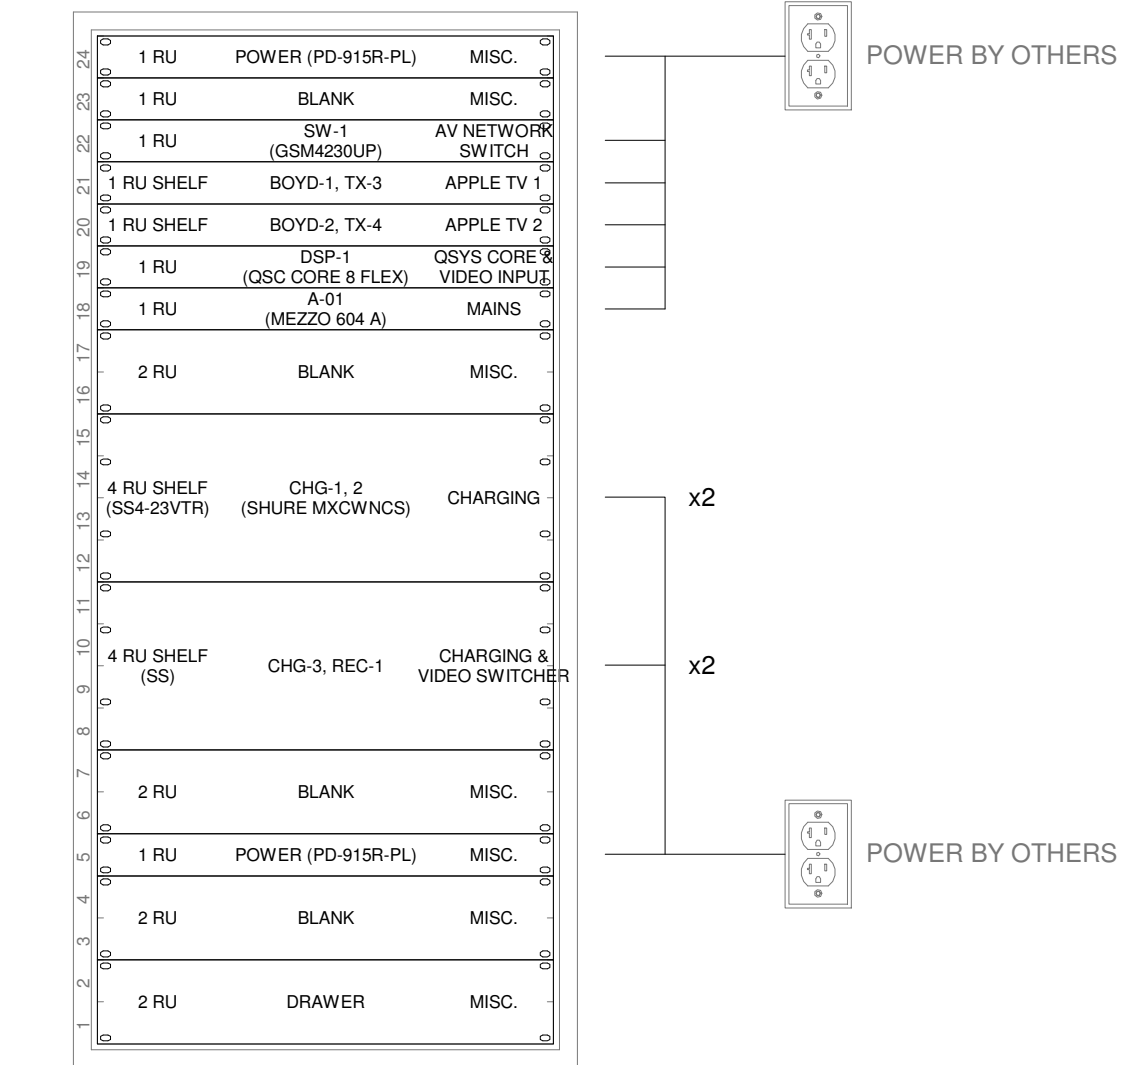 24 1 RU POWER (PD-915R-PL) MISC.
POWER BY OTHERS
23 1 RU BLANK MISC.
22 1 RU SW-1 AV NETWORK
(GSM4230UP) SWITCH
21 1 RU SHELF BOYD-1, TX-3 APPLE TV 1
20 1 RU SHELF BOYD-2, TX-4 APPLE TV 2
19 1 RU DSP-1 QSYS CORE &
(QSC CORE 8 FLEX) VIDEO INPUT
18 1 RU A-01 MAINS
(MEZZO 604 A)
17
2 RU BLANK MISC.
16
15
14
4 RU SHELF CHG-1, 2 CHARGING x2
(SS4-23VTR) (SHURE MXCWNCS)
13
12
11
10
4 RU SHELF CHG-3, REC-1 CHARGING & x2
(SS) VIDEO SWITCHER
9
8
7
2 RU BLANK MISC.
6
5 1 RU POWER (PD-915R-PL) MISC.
POWER BY OTHERS
4
2 RU BLANK MISC.
3
2
2 RU DRAWER MISC.
1